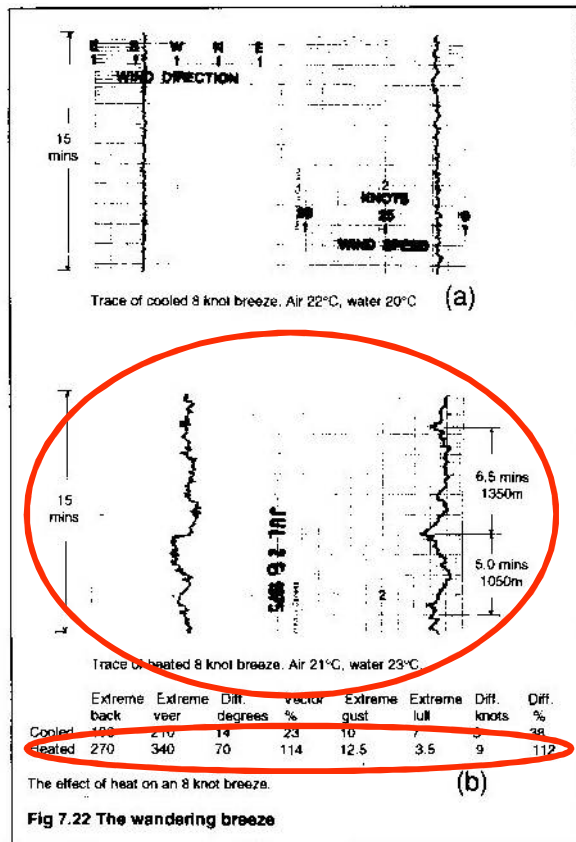 E S W N E
WIND DIRECTION
15
mins
2
KNOTS
25
WIND SPEED
Trace of cooled 8 knot breeze. Air 22°C, water 20°C
(a)
15
mins
6.5 mins
1350m
5.0 mins
1050m
2
Trace of heated 8 knot breeze. Air 21°C, water 23°C.
Extreme Extreme Diff. Vector Extreme Extreme Diff. Diff.
back veer degrees % gust lull knots %
Cooled 210 14 23 10 7 38
Heated 270 340 70 114 12.5 3.5 9 112
The effect of heat on an 8 knot breeze.
(b)
Fig 7.22 The wandering breeze